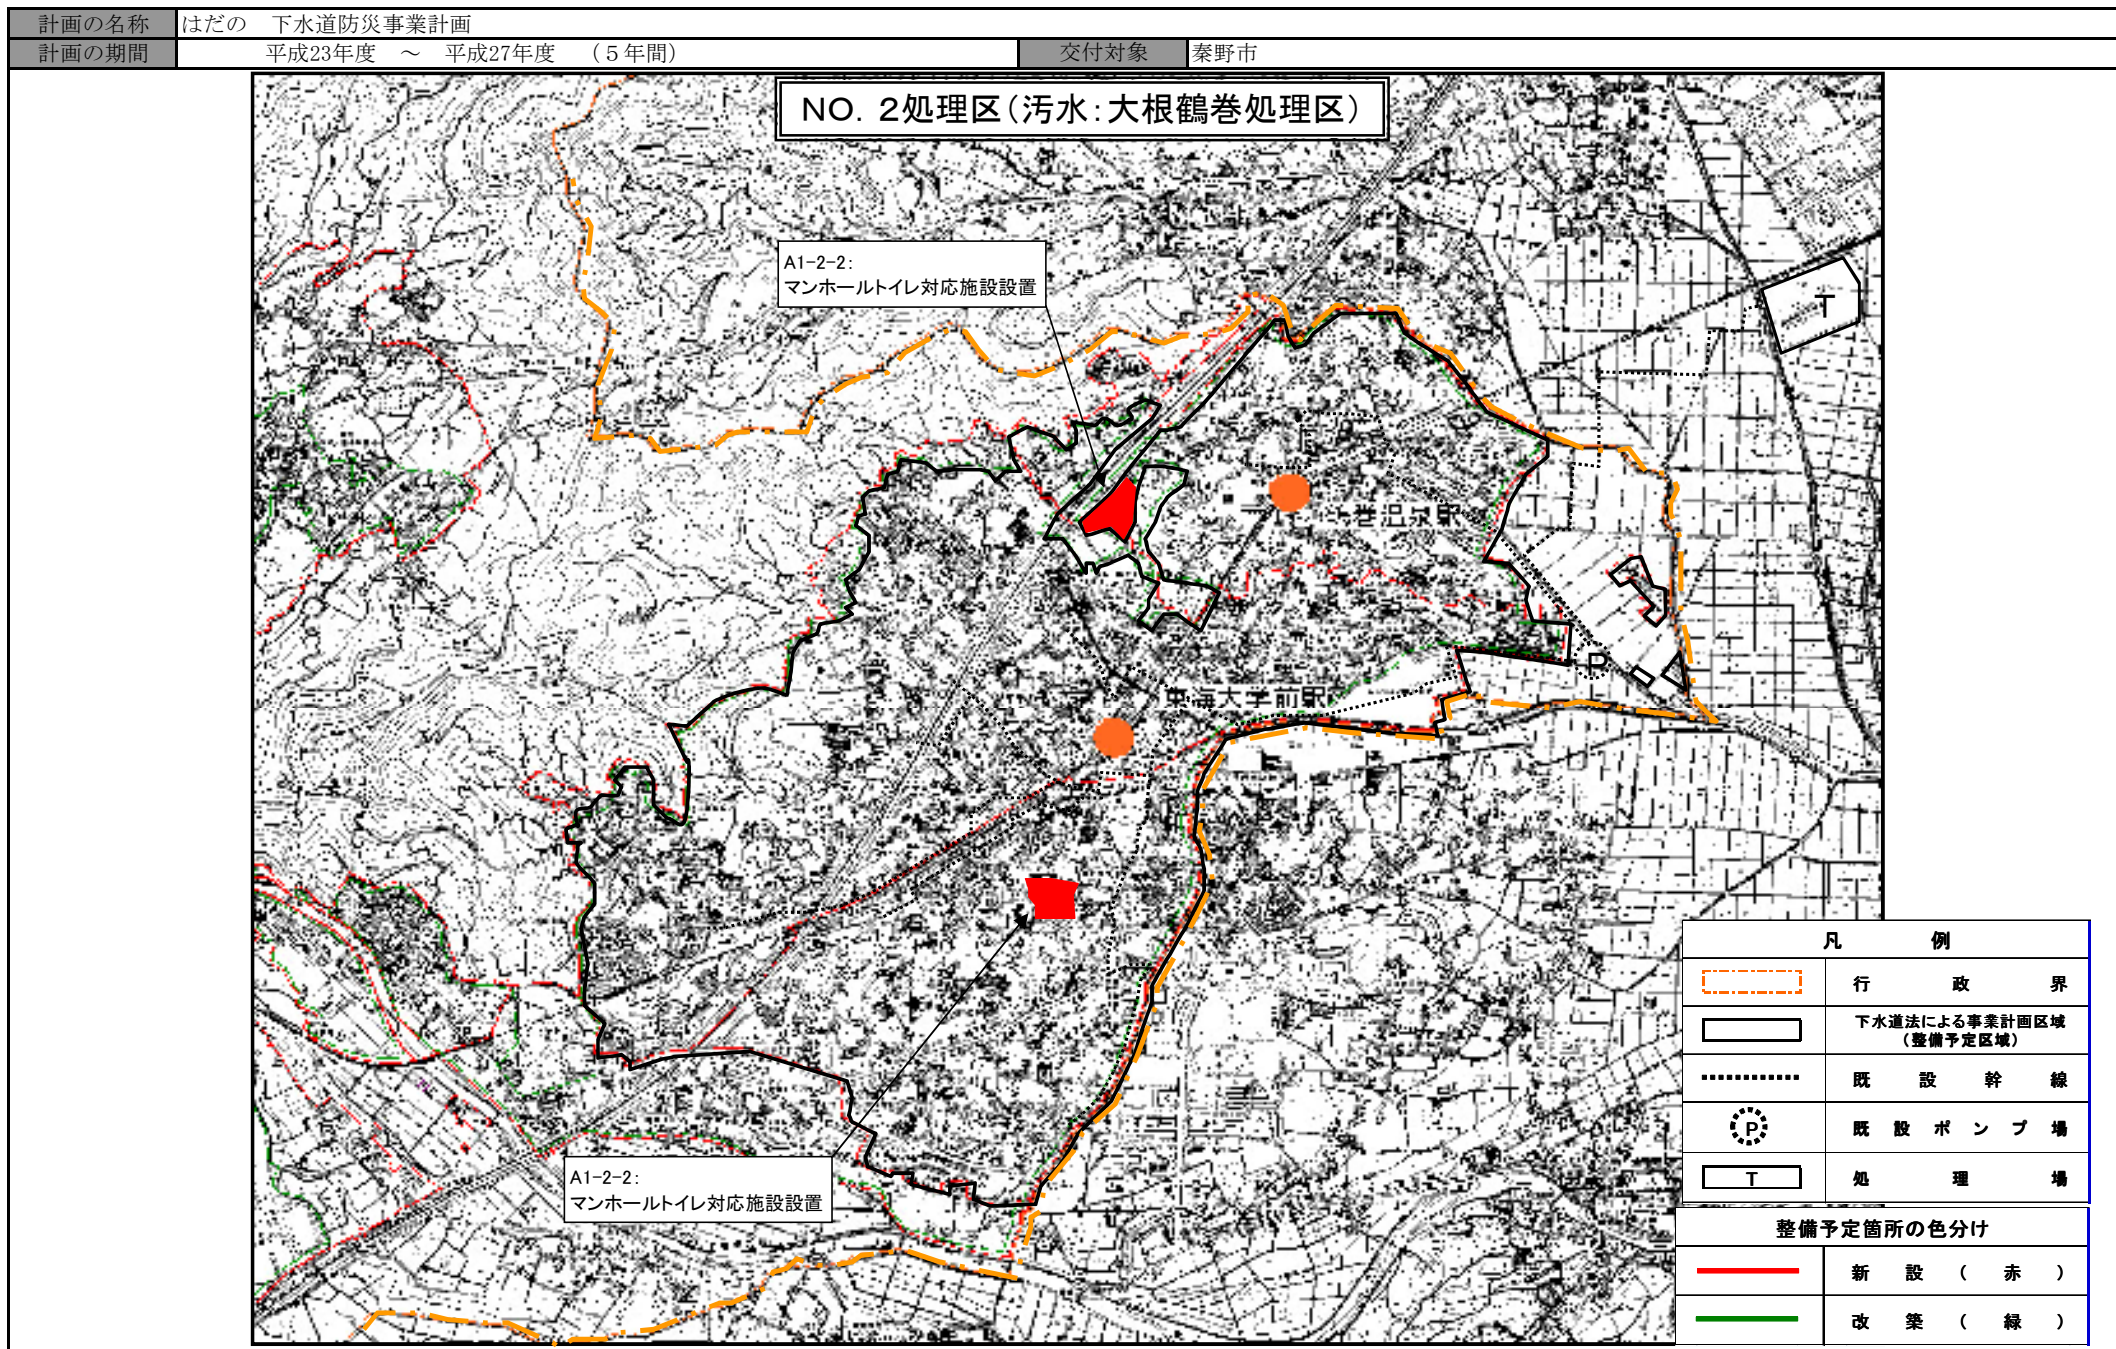 計画の名称 はだの 下水道防災事業計画
計画の期間 平成23年度 ～ 平成27年度 （５年間） 交付対象 秦野市
NO. 2処理区（汚水：大根鶴巻処理区）
A1-2-2：
マンホールトイレ対応施設設置
T
巻温泉駅
P
東海大学前駅
A1-2-2：
マンホールトイレ対応施設設置
凡 例
行 政 界
下水道法による事業計画区域
（整備予定区域）
既 設 幹 線
P 既 設 ポ ン プ 場
T 処 理 場
整備予定箇所の色分け
新 設 （ 赤 ）
改 築 （ 緑 ）